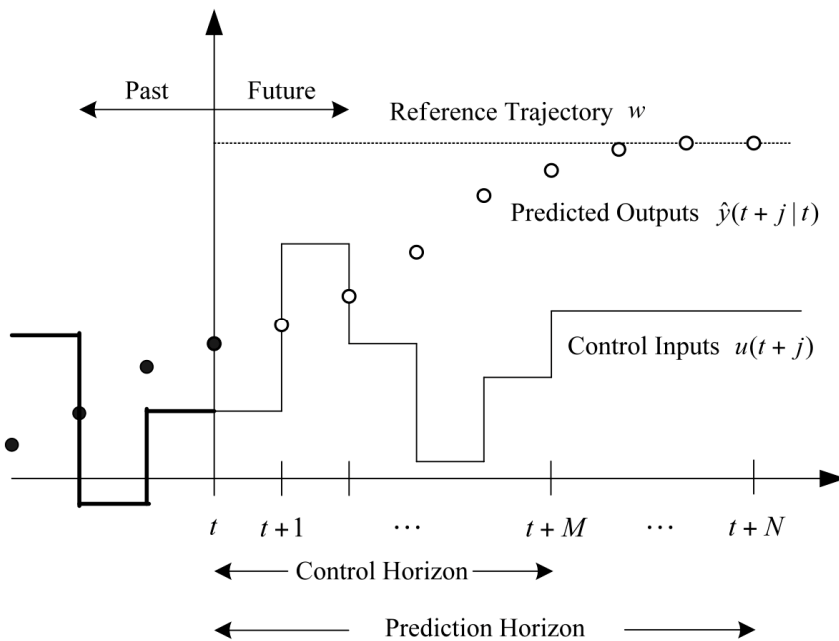 Past Future
Reference Trajectory w
Predicted Outputs ŷ(t + j | t)
Control Inputs u(t + j)
t t+1 ⋯ t+M ⋯ t+N
Control Horizon
Prediction Horizon